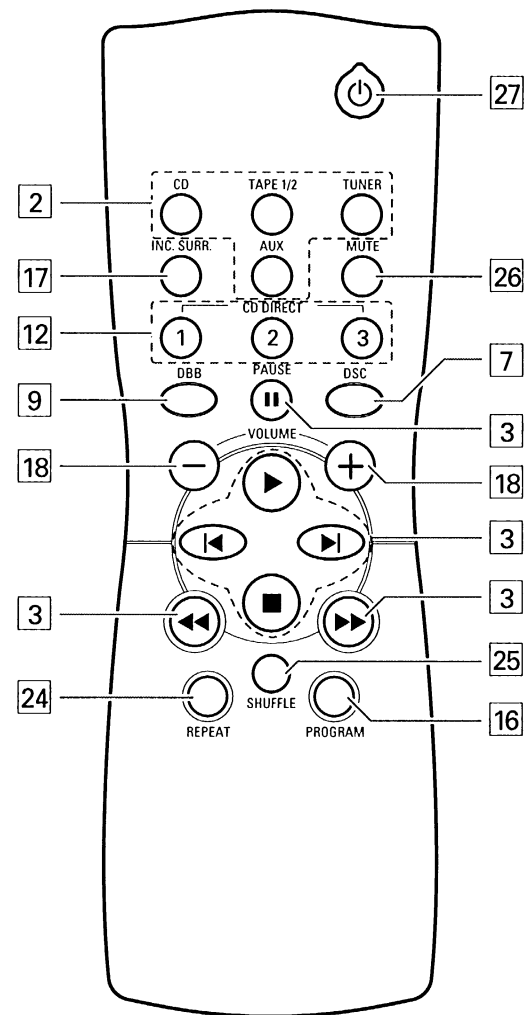 27
CD TAPE 1/2 TUNER
2
INC. SURR. AUX MUTE
17 26
CD DIRECT
12 1 2 3
DBB PAUSE DSC
7
9
3
VOLUME
18 − + 18
3
3 3
25
24 SHUFFLE
16
REPEAT PROGRAM